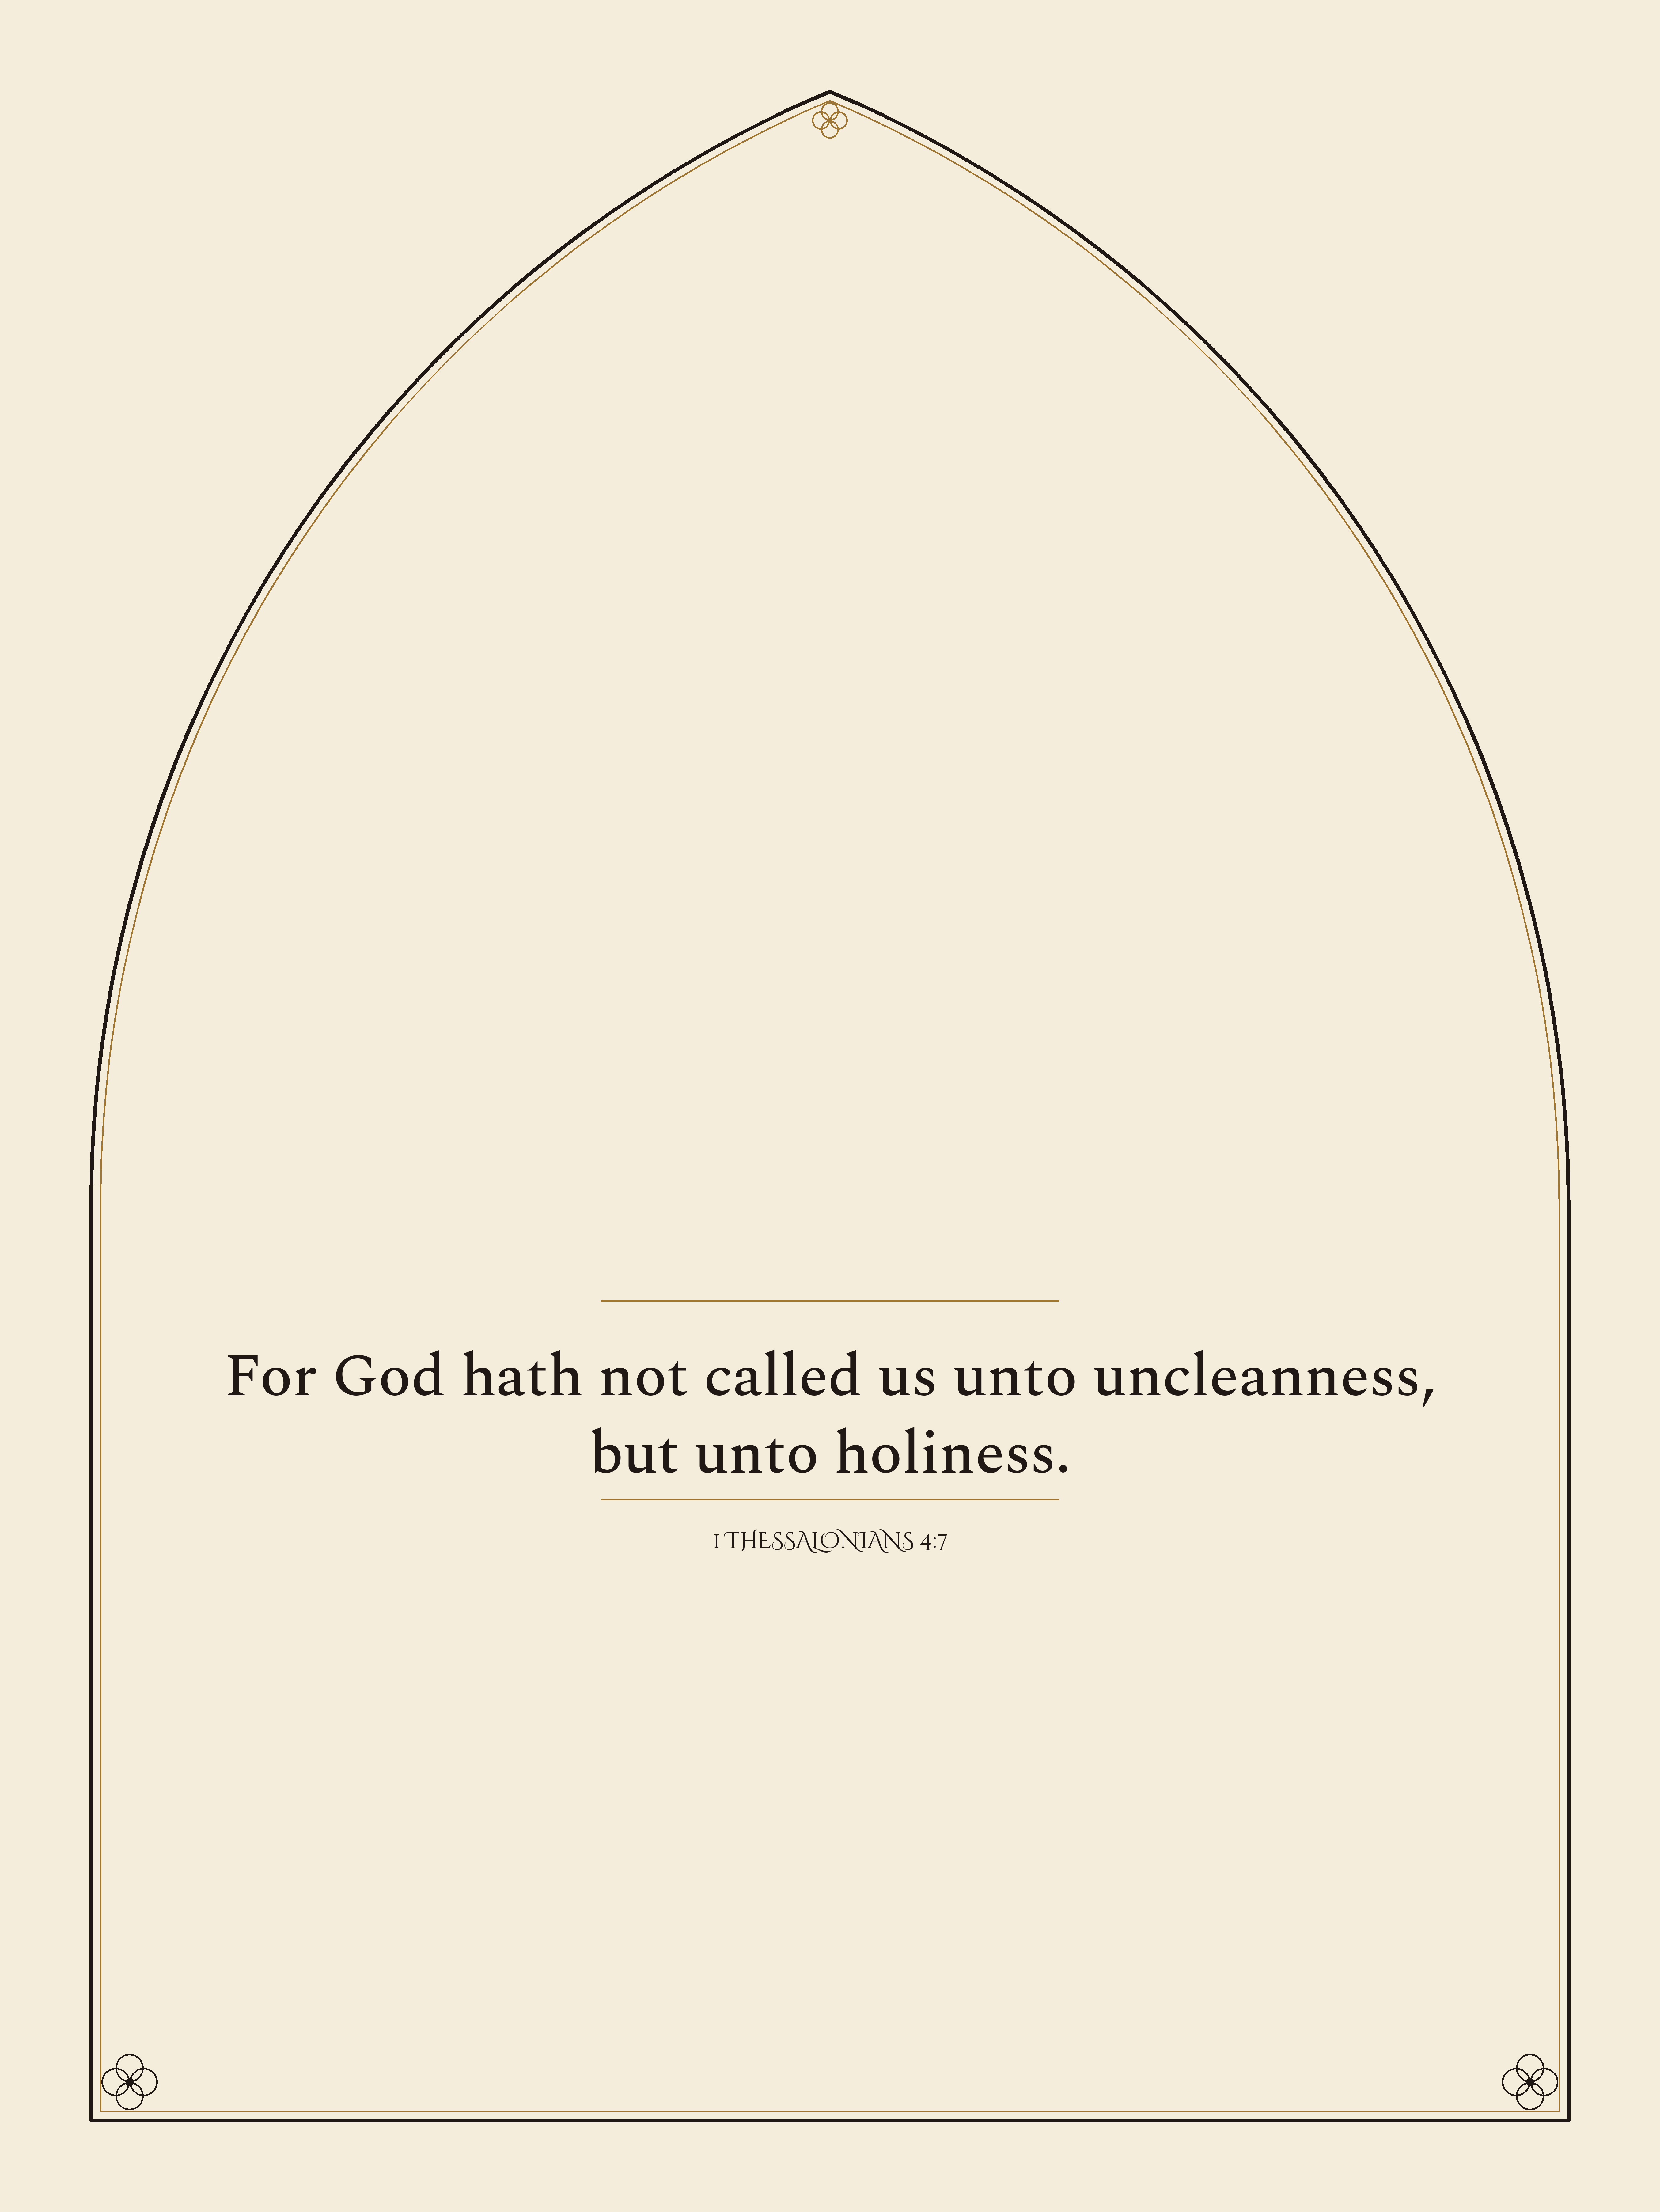 For God hath not called us unto uncleanness,
but unto holiness.
1 THESSALONIANS 4:7